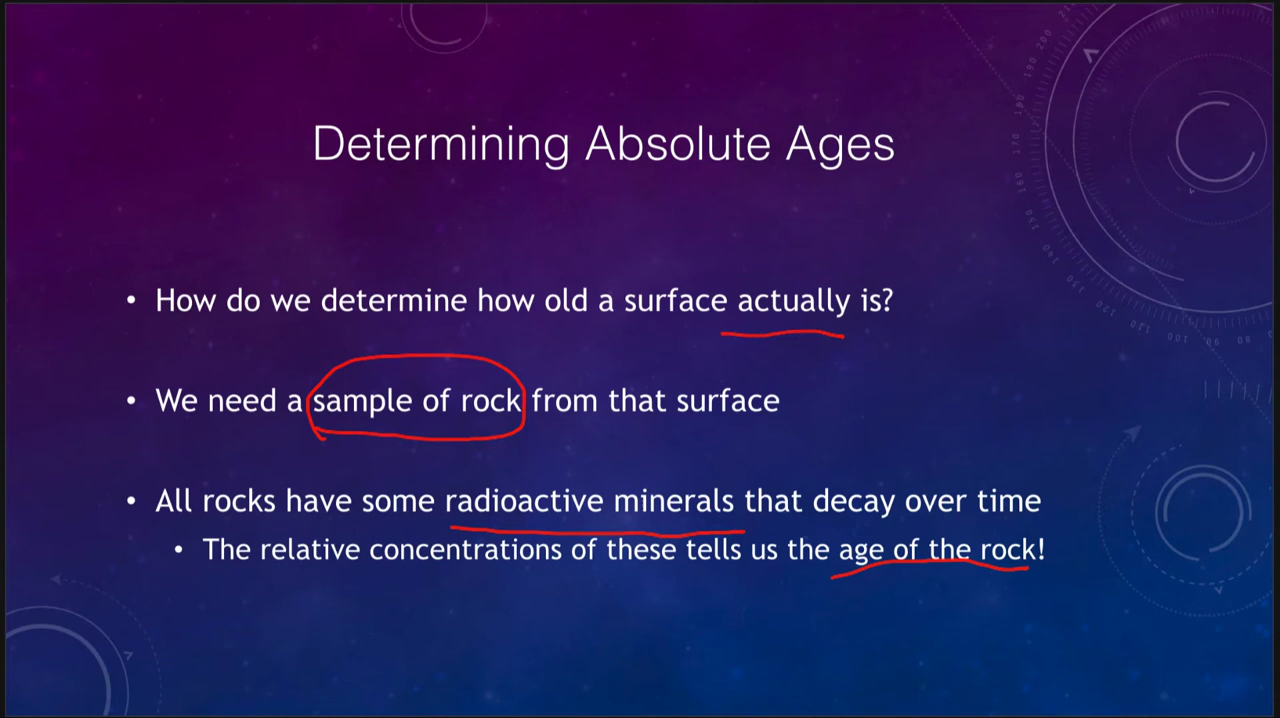 Determining Absolute Ages
• How do we determine how old a surface actually is?
• We need a sample of rock from that surface
• All rocks have some radioactive minerals that decay over time
• The relative concentrations of these tells us the age of the rock!